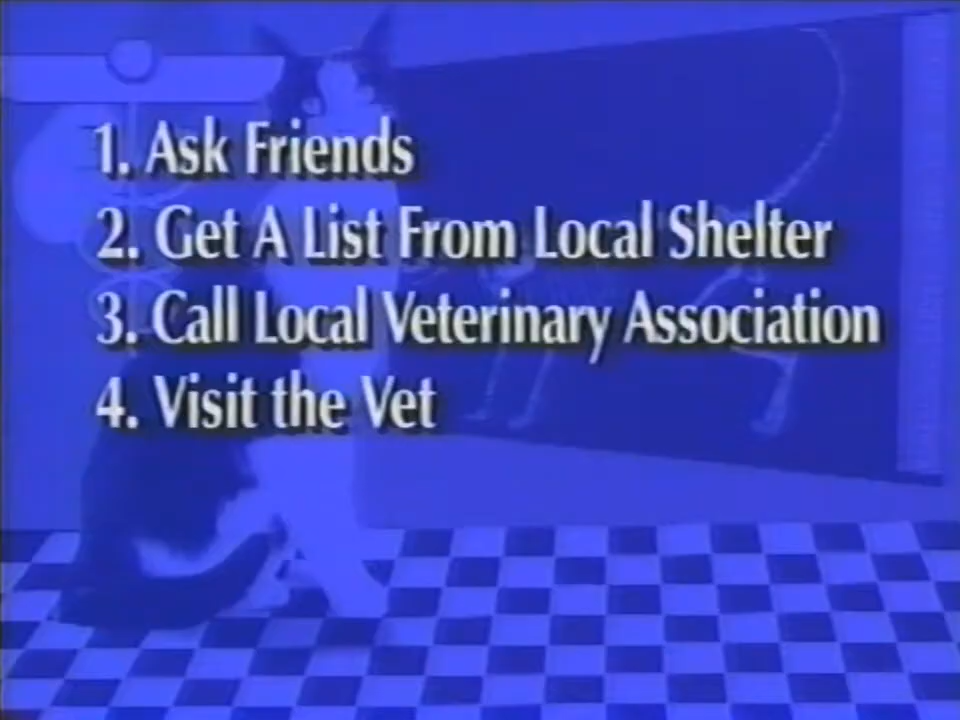 1. Ask Friends
2. Get A List From Local Shelter
3. Call Local Veterinary Association
4. Visit the Vet